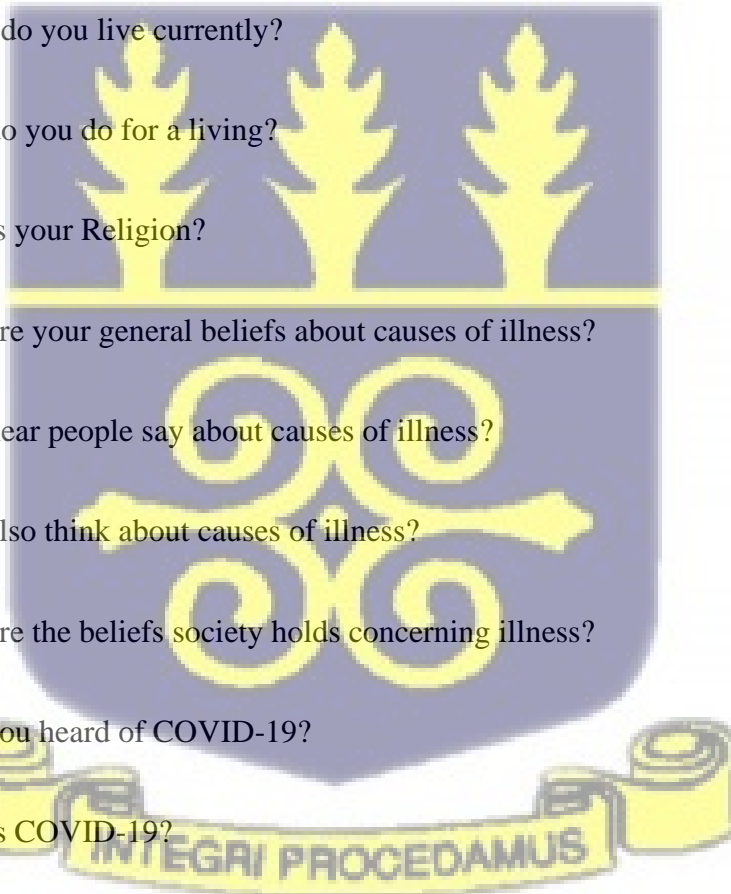 do you live currently?
o you do for a living?
s your Religion?
re your general beliefs about causes of illness?
ear people say about causes of illness?
lso think about causes of illness?
re the beliefs society holds concerning illness?
ou heard of COVID-19?
s COVID-19?
INTEGRI PROCEDAMUS